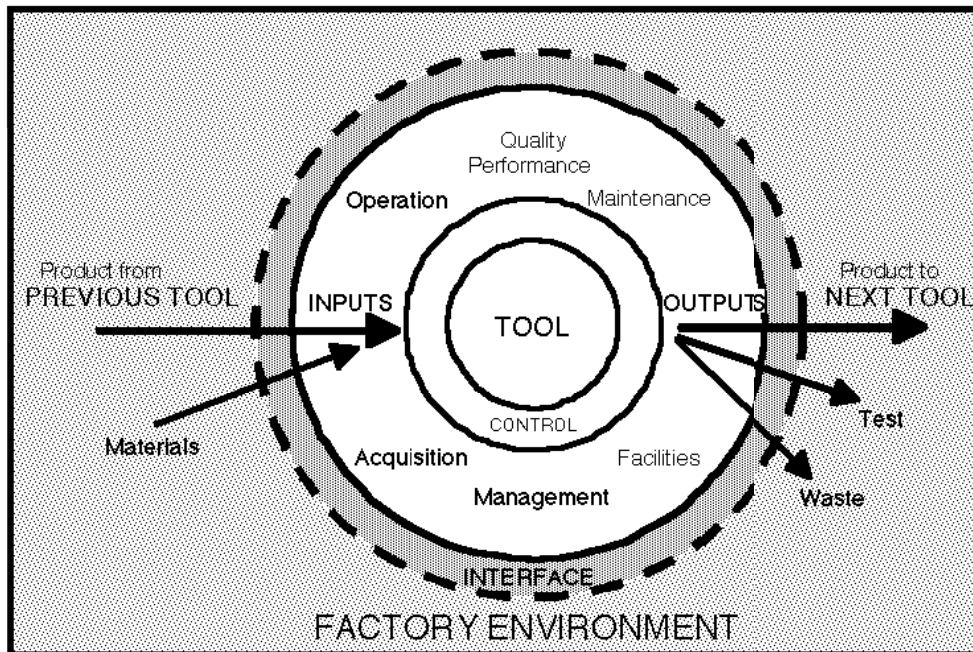 Quality
Performance
Operation
Maintenance
Product from
PREVIOUS TOOL
INPUTS
TOOL
OUTPUTS
Product to
NEXT TOOL
CONTROL
Materials
Acquisition
Facilities
Management
Test
Waste
INTERFACE
FACTORY ENVIRONMENT